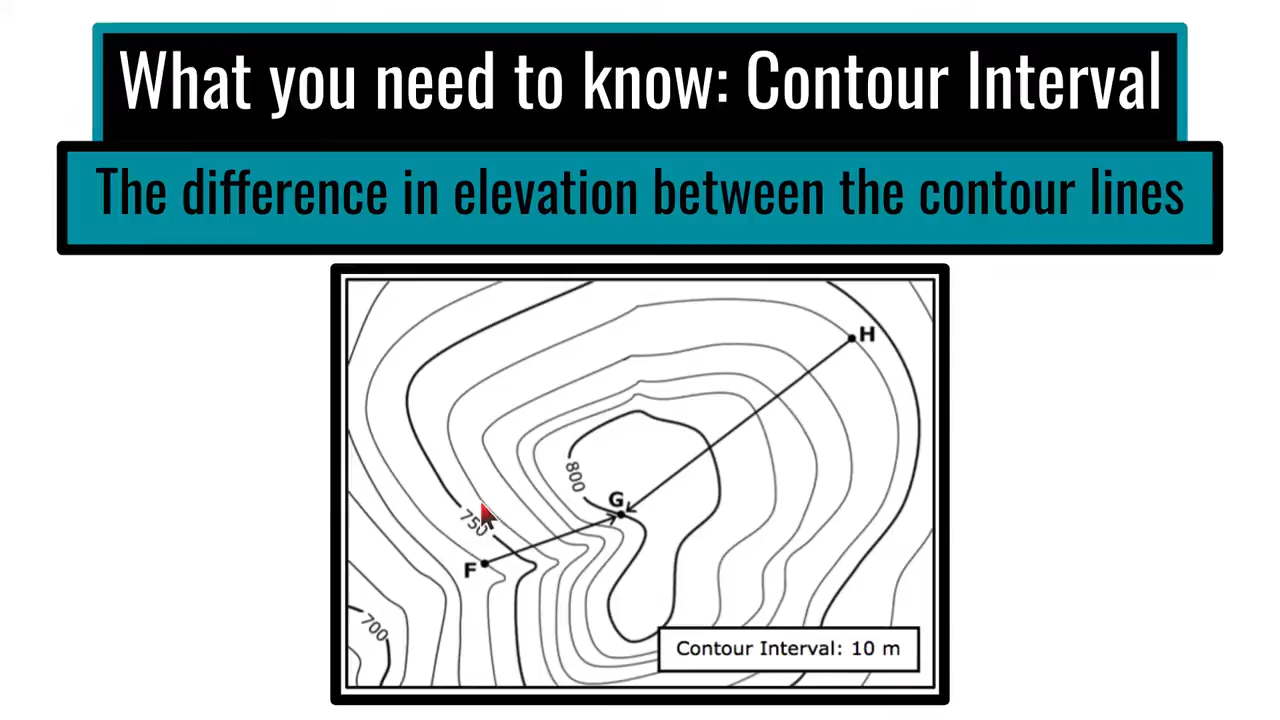 What you need to know: Contour Interval
The difference in elevation between the contour lines
H
800
G
750
F
700
Contour Interval: 10 m